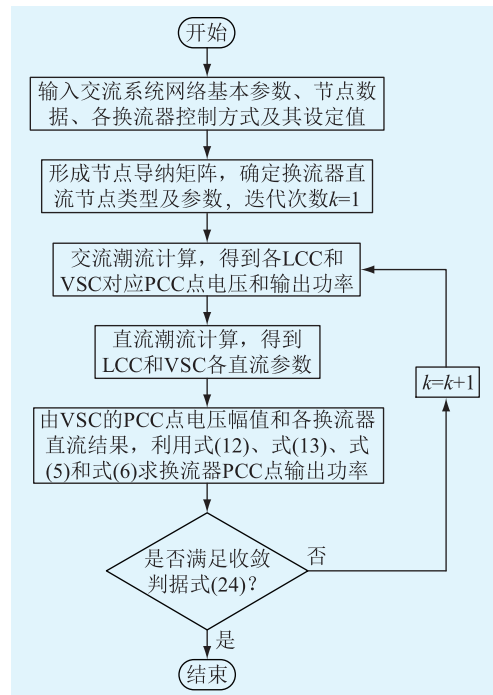 开始
输入交流系统网络基本参数、节点数
据、各换流器控制方式及其设定值
形成节点导纳矩阵，确定换流器直
流节点类型及参数，迭代次数k=1
交流潮流计算，得到各LCC和
VSC对应PCC点电压和输出功率
直流潮流计算，得到
LCC和VSC各直流参数
k=k+1
由VSC的PCC点电压幅值和各换流器
直流结果，利用式(12)、式(13)、式
(5)和式(6)求换流器PCC点输出功率
是否满足收敛
判据式(24)？
否
是
结束